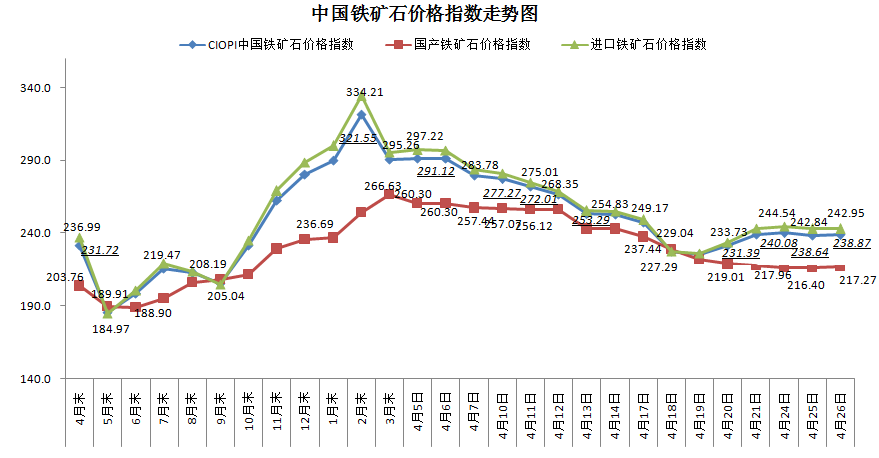 中国铁矿石价格指数走势图
CIOPI中国铁矿石价格指数 国产铁矿石价格指数 进口铁矿石价格指数
340.0
290.0
240.0
190.0
140.0
334.21
321.55
295.26
297.22
291.12
283.78
277.27
275.01
272.01
268.35
266.63
260.30
260.30
257.44
257.07
256.12
253.29
254.83
249.17
236.99
231.72
203.76
189.91
184.97
188.90
219.47
208.19
205.04
236.69
237.44
229.04
227.29
233.73
231.39
219.01
244.54
240.08
217.96
242.84
238.64
216.40
242.95
238.87
217.27
4月末
5月末
6月末
7月末
8月末
9月末
10月末
11月末
12月末
1月末
2月末
3月末
4月5日
4月6日
4月7日
4月10日
4月11日
4月12日
4月13日
4月14日
4月17日
4月18日
4月19日
4月20日
4月21日
4月24日
4月25日
4月26日